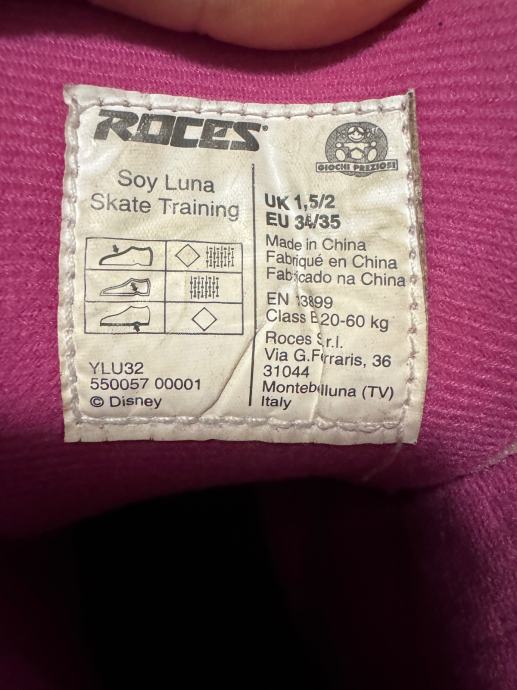 ROCES
Soy Luna
Skate Training
YLU32
550057 00001
© Disney
GIOCHI PREZIOSI
UK 1,5/2
EU 34/35
Made in China
Fabriqué en China
Fabricado na China
EN 13899
Class B 20-60 kg
Roces S.r.l.
Via G.Ferraris, 36
31044
Montebelluna (TV)
Italy